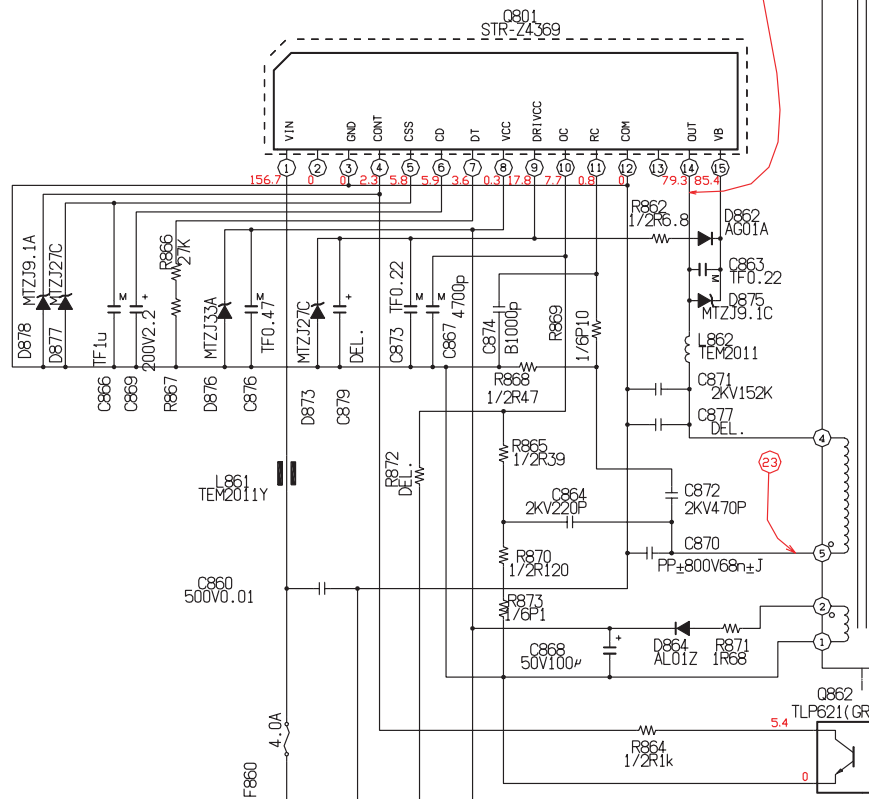 Q801
STR-Z4369
VIN
GND
CONT
CSS
CD
DT
VCC
DRIVCC
OC
RC
COM
OUT
VB
1
2
3
4
5
6
7
8
9
10
11
12
13
14
15
156.7
0
0
2.3
5.8
5.9
3.6
0.3
17.8
7.7
0.8
0
79.3
85.4
R862
1/2R6.8
D862
AG01A
C863
TF0.22
M
D875
MTZJ9.1C
L862
TEM2011
C871
2KV152K
C877
DEL.
D878
MTZJ9.1A
D877
MTZJ27C
C866
TF1u
M
C869
200V2.2
+
R866
27K
R867
D876
MTZJ33A
C876
TF0.47
M
D873
MTZJ27C
C879
DEL.
+
C873
TF0.22
M
C867
4700p
M
C874
B1000p
R869
1/6P10
R868
1/2R47
L861
TEM2011Y
R872
DEL.
R865
1/2R39
C864
2KV220P
C872
2KV470P
23
4
5
C870
PP±800V68n±J
R870
1/2R120
R873
1/6P1
C860
500V0.01
C868
50V100μ
+
D864
AL01Z
R871
1R68
2
1
Q862
TLP621(GR
5.4
0
R864
1/2R1k
F860
4.0A